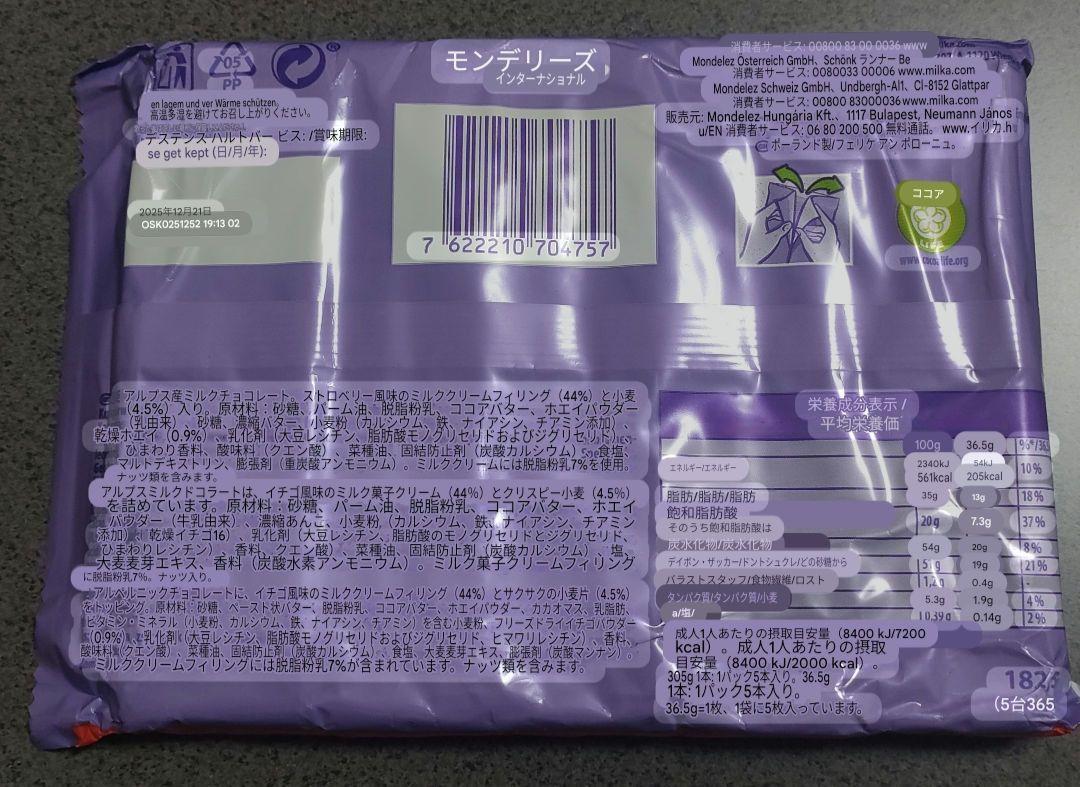 05
PP
モンデリーズ
インターナショナル
消費者サービス: 00800 83 00 0036 www
Mondelez Österreich GmbH、Schönk ランナー Be
消費者サービス: 0080033 00006 www.milka.com
Mondelez Schweiz GmbH、Undbergh-Al1、Cl-8152 Glattpar
消費者サービス: 00800 83000036www.milka.com
販売元: Mondelez Hungária Kft.、1117 Bulapest, Neumann János
u/EN 消費者サービス: 06 80 200 500 無料通話。 www.イリカ.h
ポーランド製/フェリケ アン ポローニュ。
en lagern und ver Wärme schützen.
高温多湿を避けてお召し上がりください。
テステンズ ハルトバー ビス: /賞味期限:
se get kept (日/月/年):
2025年12月21日
OSK0251252 19:13 02
7 622210 704757
ココア
www.cocoalife.org
アルプス産ミルクチョコレート。ストロベリー風味のミルククリームフィリング（44%）と小麦
（4.5%）入り。原材料：砂糖、パーム油、脱脂粉乳、ココアバター、ホエイパウダー
（乳由来）、砂糖、濃縮バター、小麦粉（カルシウム、鉄、ナイアシン、チアミン添加）、
乾燥ホエイ（0.9%）、乳化剤（大豆レシチン、脂肪酸モノグリセリドおよびジグリセリド）、
ひまわり香料、酸味料（クエン酸）、菜種油、固結防止剤（炭酸カルシウム）、食塩、
マルトデキストリン、膨張剤（重炭酸アンモニウム）。ミルククリームには脱脂粉乳7%を使用。
ナッツ類を含みます。
アルプスミルクドコラートは、イチゴ風味のミルク菓子クリーム（44%）とクリスピー小麦（4.5%）
を詰めています。原材料：砂糖、パーム油、脱脂粉乳、ココアバター、ホエイ
パウダー（牛乳由来）、濃縮あんこ、小麦粉（カルシウム、鉄、ナイアシン、チアミン
添加）、乾燥イチゴ16）、乳化剤（大豆レシチン、脂肪酸のモノグリセリドとジグリセリド、
ひまわりレシチン）、香料、クエン酸）、菜種油、固結防止剤（炭酸カルシウム）、塩、
大麦麦芽エキス、香料（炭酸水素アンモニウム）。ミルク菓子クリームフィリング
に脱脂粉乳7%。ナッツ入り。
アルペルニックチョコレートに、イチゴ風味のミルククリームフィリング（44%）とサクサクの小麦片（4.5%）
をトッピング。原材料：砂糖、ペースト状バター、脱脂粉乳、ココアバター、ホエイパウダー、カカオマス、乳脂肪、
ビタミン・ミネラル（小麦粉、カルシウム、鉄、ナイアシン、チアミン）を含む小麦粉、フリーズドライイチゴパウダー
（0.9%）、乳化剤（大豆レシチン、脂肪酸モノグリセリドおよびジグリセリド、ヒマワリレシチン）、香料、
酸味料（クエン酸）、菜種油、固結防止剤（炭酸カルシウム）、食塩、大麦麦芽エキス、膨張剤（炭酸マンナン）。
ミルククリームフィリングには脱脂粉乳7%が含まれています。ナッツ類を含みます。
栄養成分表示 /
平均栄養価
100g 36.5g
エネルギー/エネルギー 2340kJ 54kJ 10%
561kcal 205kcal
脂肪/脂肪/脂肪 35g 13g 18%
飽和脂肪酸
そのうち飽和脂肪酸は 20g 7.3g 37%
炭水化物/炭水化物 54g 20g 8%
デイボン・ザッカー/ドントシュクレ/どの砂糖から 19g 21%
バラストスタッフ/食物繊維/ロスト 0.4g -
タンパク質/タンパク質/小麦 5.3g 1.9g 4%
a/塩/ 0.39g 0.14g 2%
成人1人あたりの摂取目安量（8400 kJ/7200
kcal）。成人1人あたりの摂取
目安量（8400 kJ/2000 kcal）。
305g 1本: 1パック5本入り。36.5g
1本: 1パック5本入り。
36.5g=1枚、1袋に5枚入っています。
182g
（5台365